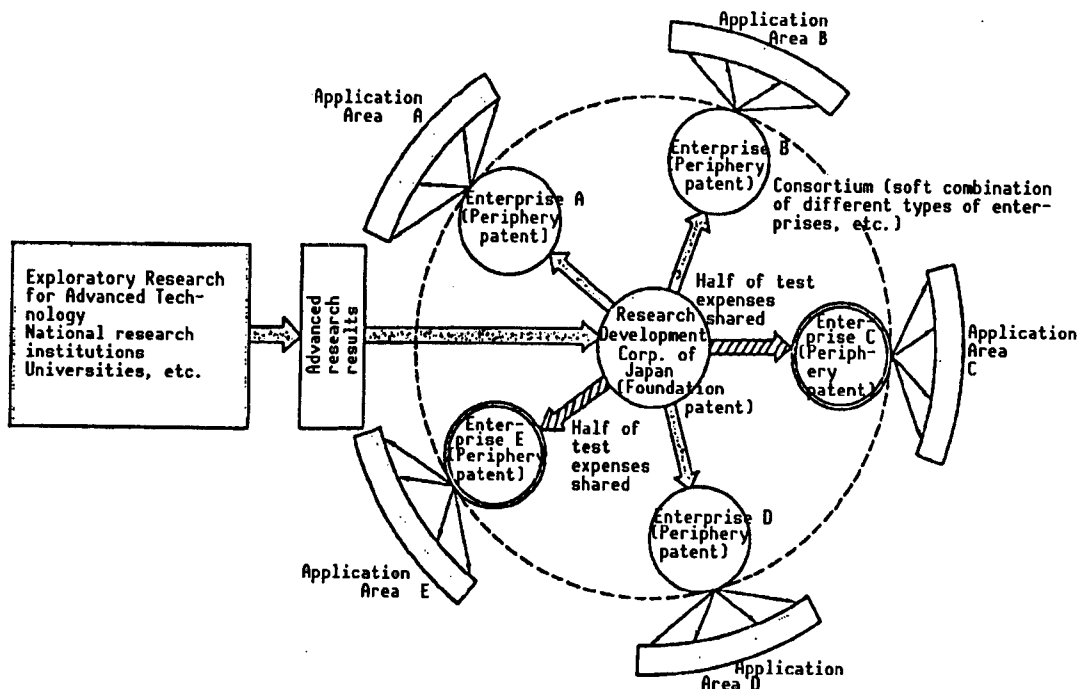 Application
Area B
Application
Area A
Enterprise B
(Periphery
patent)
Consortium (soft combination
of different types of enter-
prises, etc.)
Enterprise A
(Periphery
patent)
Exploratory Research
for Advanced Tech-
nology
National research
institutions
Universities, etc.
Advanced
research
results
Research
Development
Corp. of
Japan
(Foundation
patent)
Half of test
expenses
shared
Enter-
prise C
(Periph-
ery
patent)
Application
Area
C
Enter-
prise E
(Periphery
patent)
Half of
test
expenses
shared
Enterprise D
(Periphery
patent)
Application
Area E
Application
Area D